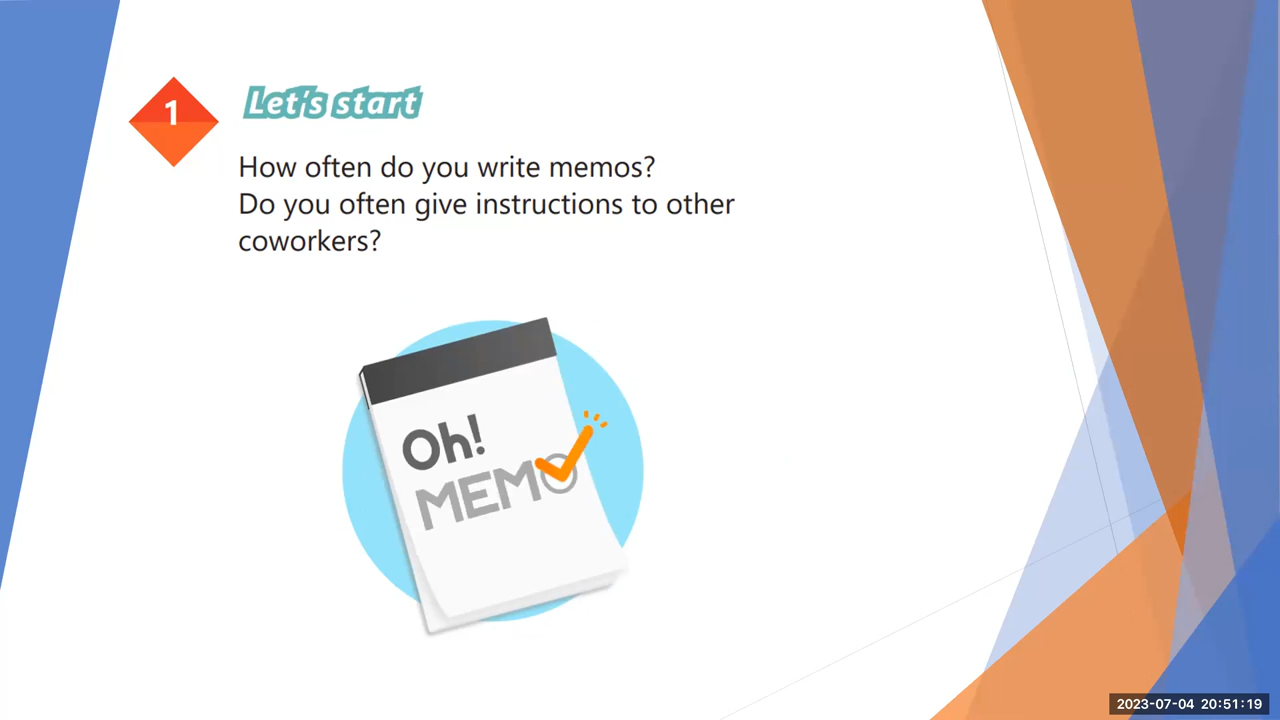 1
Let's start
How often do you write memos?
Do you often give instructions to other
coworkers?
Oh!
MEMO
2023-07-04 20:51:19